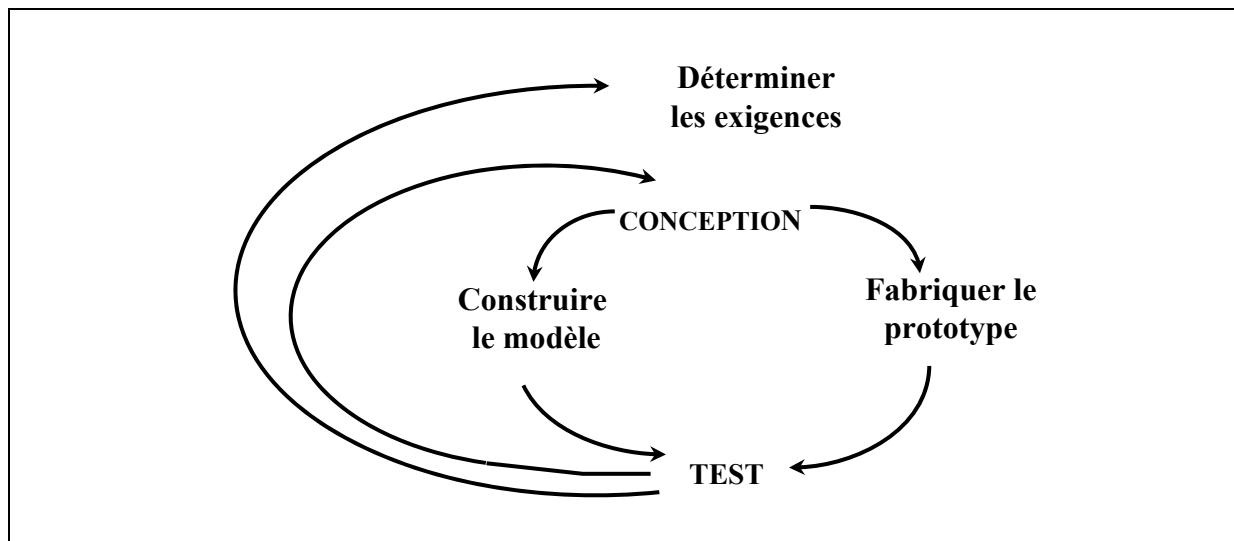 Déterminer
les exigences
CONCEPTION
Construire
le modèle
Fabriquer le
prototype
TEST